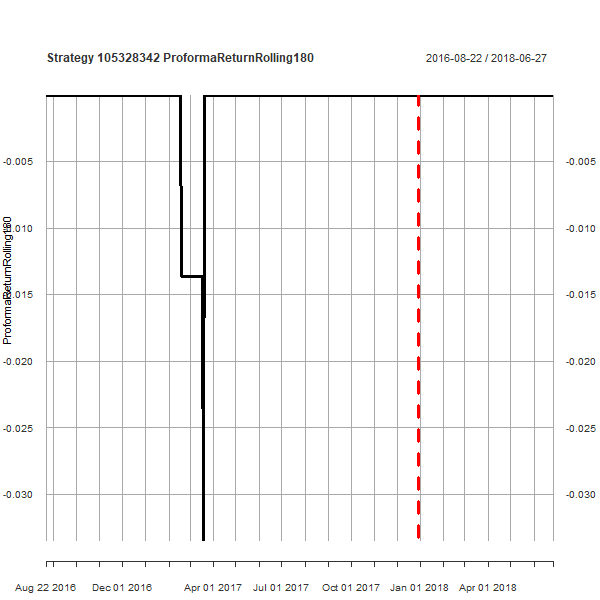 Strategy 105328342 ProformaReturnRolling180
2016-08-22 / 2018-06-27
ProformaReturnRolling180
-0.005 -0.005
-0.010 -0.010
-0.015 -0.015
-0.020 -0.020
-0.025 -0.025
-0.030 -0.030
Aug 22 2016 Dec 01 2016 Apr 01 2017 Jul 01 2017 Oct 01 2017 Jan 01 2018 Apr 01 2018